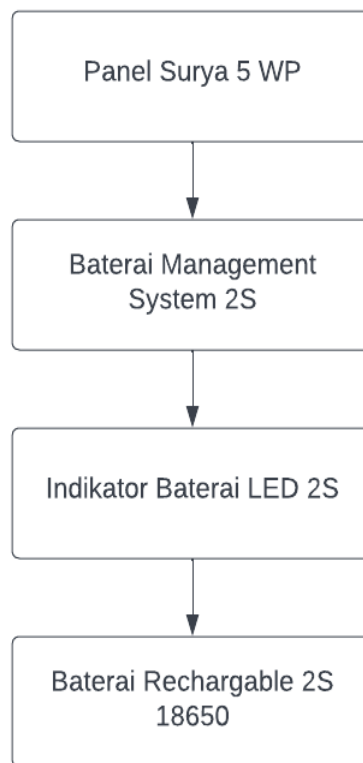 Panel Surya 5 WP
Baterai Management
System 2S
Indikator Baterai LED 2S
Baterai Rechargable 2S
18650